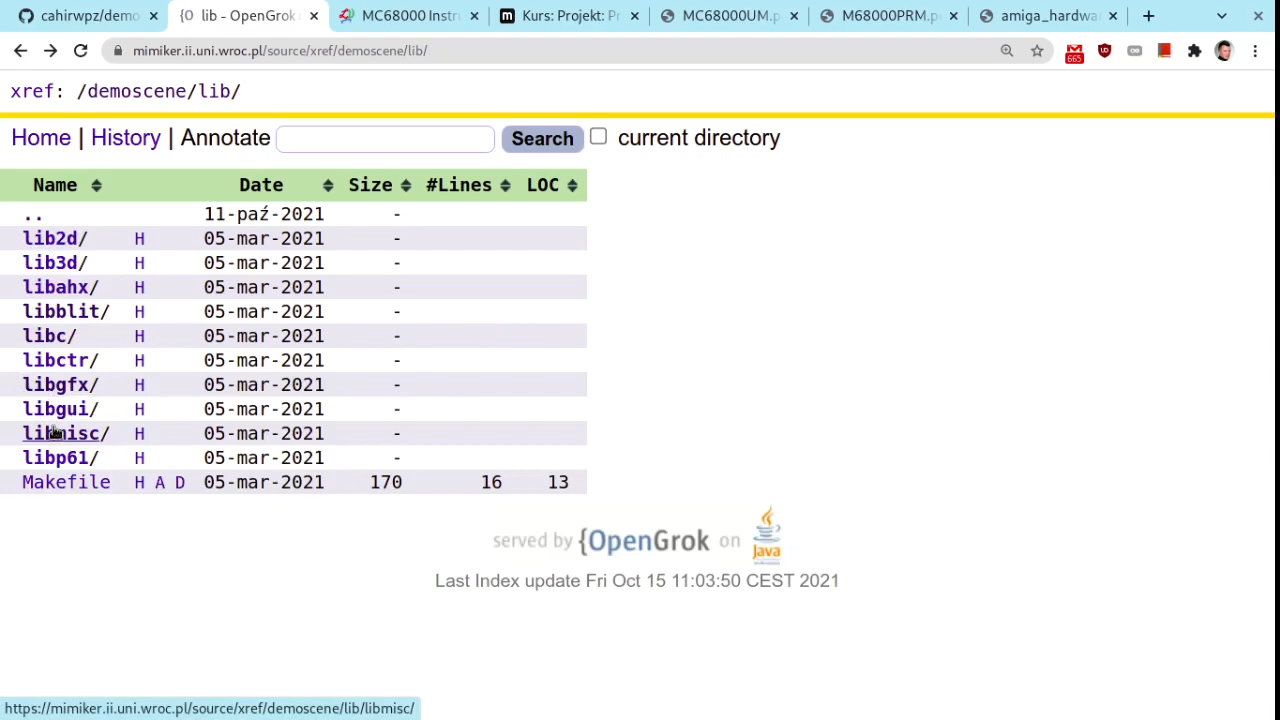 cahirwpz/demo
lib - OpenGrok
MC68000 Instru
Kurs: Projekt: Pr
MC68000UM.p
M68000PRM.p
amiga_hardwa
mimiker.ii.uni.wroc.pl/source/xref/demoscene/lib/
665
xref: /demoscene/lib/
Home | History | Annotate Search current directory
Name Date Size #Lines LOC
.. 11-paź-2021 -
lib2d/ H 05-mar-2021 -
lib3d/ H 05-mar-2021 -
libahx/ H 05-mar-2021 -
libblit/ H 05-mar-2021 -
libc/ H 05-mar-2021 -
libctr/ H 05-mar-2021 -
libgfx/ H 05-mar-2021 -
libgui/ H 05-mar-2021 -
libmisc/ H 05-mar-2021 -
libp61/ H 05-mar-2021 -
Makefile H A D 05-mar-2021 170 16 13
served by {OpenGrok on Java
Last Index update Fri Oct 15 11:03:50 CEST 2021
https://mimiker.ii.uni.wroc.pl/source/xref/demoscene/lib/libmisc/